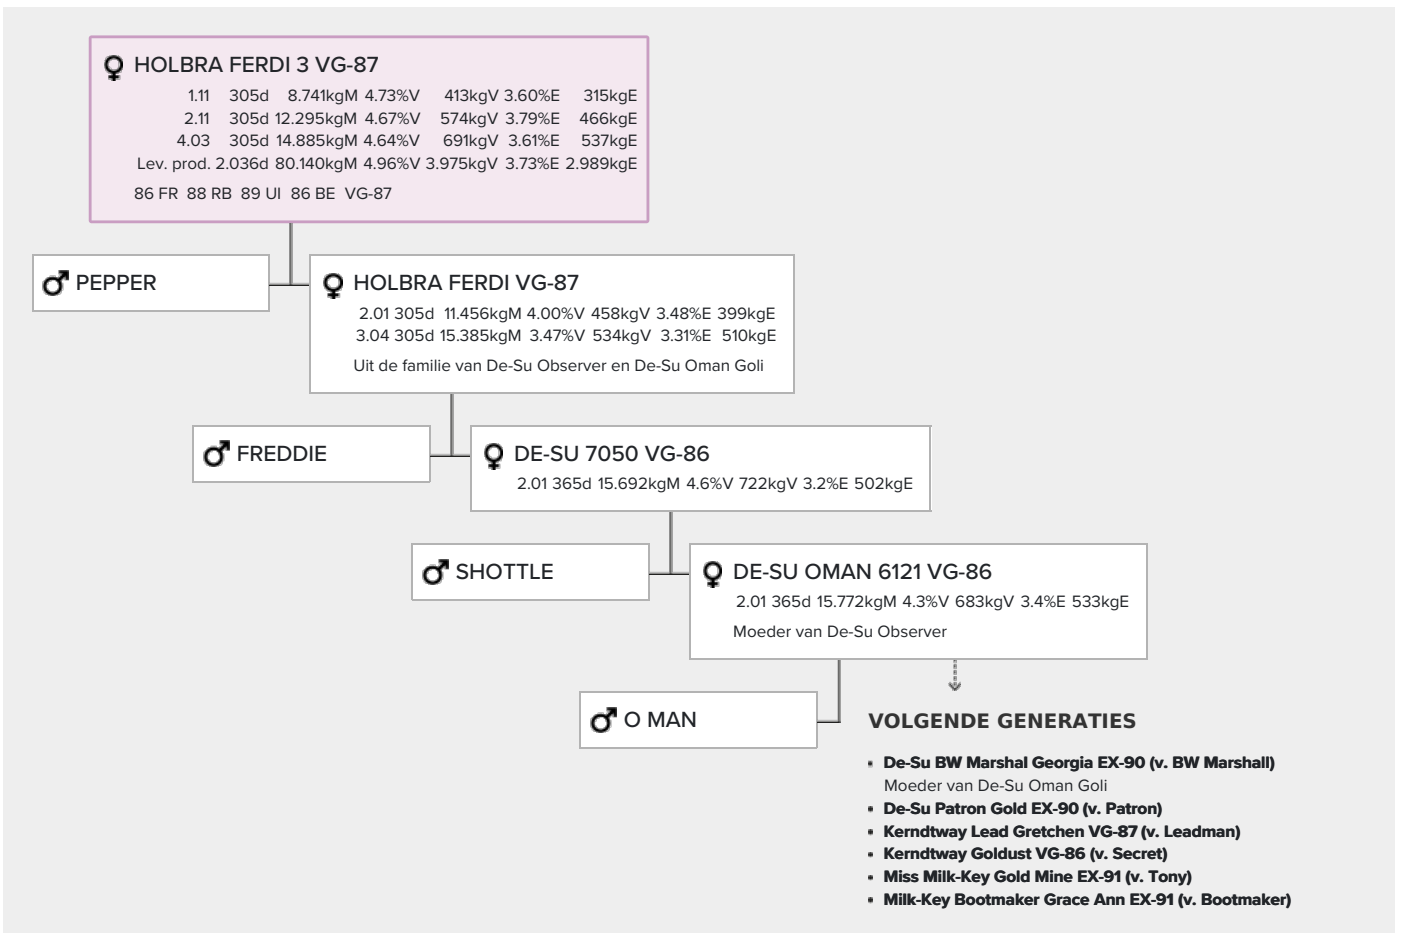 HOLBRA FERDI 3 VG-87
1.11 305d 8.741kgM 4.73%V 413kgV 3.60%E 315kgE
2.11 305d 12.295kgM 4.67%V 574kgV 3.79%E 466kgE
4.03 305d 14.885kgM 4.64%V 691kgV 3.61%E 537kgE
Lev. prod. 2.036d 80.140kgM 4.96%V 3.975kgV 3.73%E 2.989kgE
86 FR 88 RB 89 UI 86 BE VG-87
PEPPER
HOLBRA FERDI VG-87
2.01 305d 11.456kgM 4.00%V 458kgV 3.48%E 399kgE
3.04 305d 15.385kgM 3.47%V 534kgV 3.31%E 510kgE
Uit de familie van De-Su Observer en De-Su Oman Goli
FREDDIE
DE-SU 7050 VG-86
2.01 365d 15.692kgM 4.6%V 722kgV 3.2%E 502kgE
SHOTTLE
DE-SU OMAN 6121 VG-86
2.01 365d 15.772kgM 4.3%V 683kgV 3.4%E 533kgE
Moeder van De-Su Observer
O MAN
VOLGENDE GENERATIES
• De-Su BW Marshal Georgia EX-90 (v. BW Marshall)
Moeder van De-Su Oman Goli
• De-Su Patron Gold EX-90 (v. Patron)
• Kerndtway Lead Gretchen VG-87 (v. Leadman)
• Kerndtway Goldust VG-86 (v. Secret)
• Miss Milk-Key Gold Mine EX-91 (v. Tony)
• Milk-Key Bootmaker Grace Ann EX-91 (v. Bootmaker)